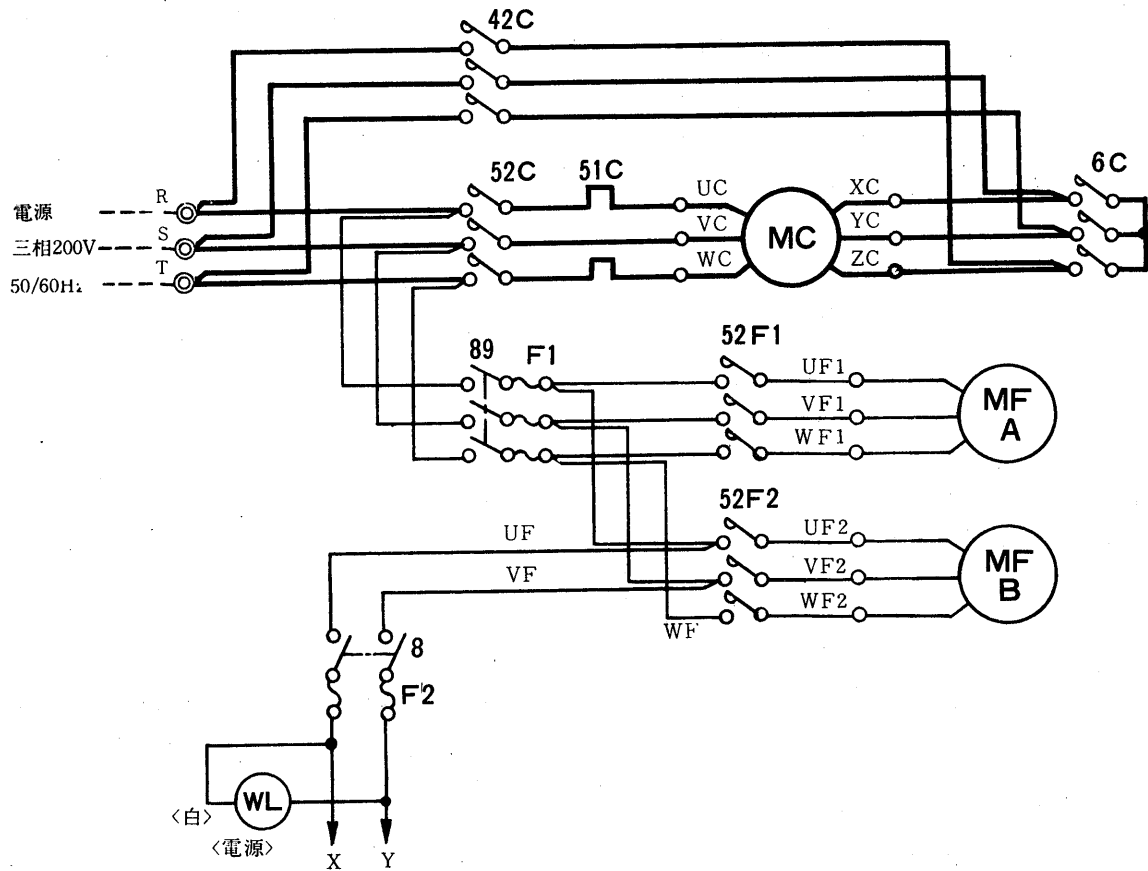 42C
52C
51C
6C
R
電源
S
三相200V
T
50/60Hz
UC
VC
WC
MC
XC
YC
ZC
89
F1
52F1
UF1
VF1
WF1
MF
A
52F2
UF
VF
WF
UF2
VF2
WF2
MF
B
8
F2
WL
〈白〉
〈電源〉
X
Y